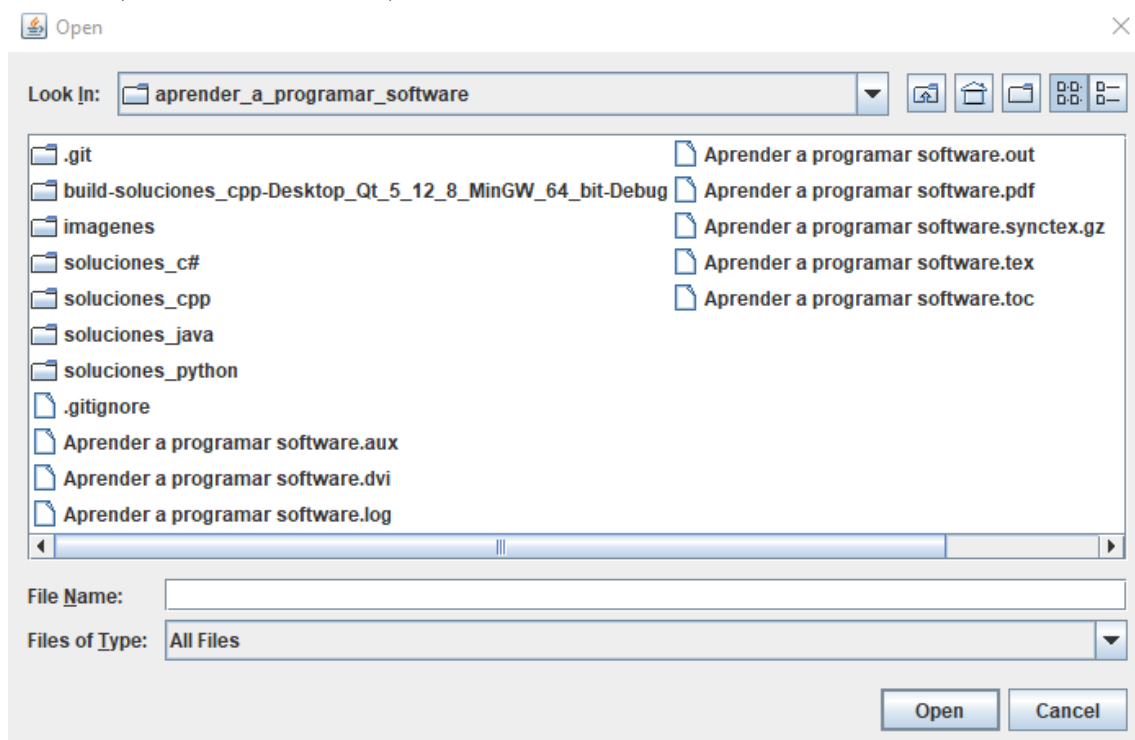 Open
Look In: aprender_a_programar_software
.git
build-soluciones_cpp-Desktop_Qt_5_12_8_MinGW_64_bit-Debug
imagenes
soluciones_c#
soluciones_cpp
soluciones_java
soluciones_python
.gitignore
Aprender a programar software.aux
Aprender a programar software.dvi
Aprender a programar software.log
Aprender a programar software.out
Aprender a programar software.pdf
Aprender a programar software.synctex.gz
Aprender a programar software.tex
Aprender a programar software.toc
File Name:
Files of Type: All Files
Open Cancel